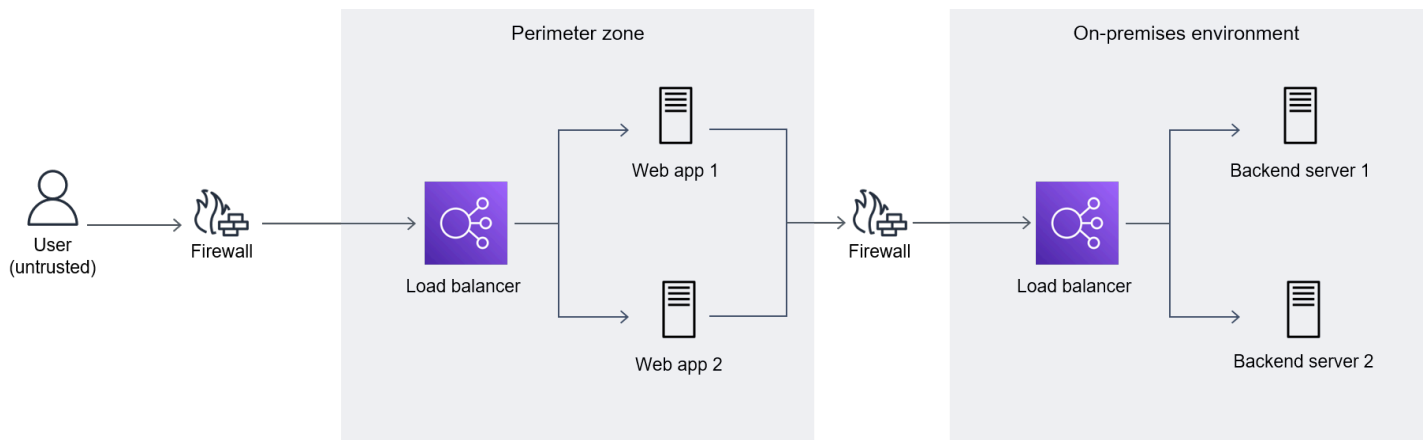 Perimeter zone
On-premises environment
Web app 1
Backend server 1
User
(untrusted)
Firewall
Load balancer
Firewall
Load balancer
Web app 2
Backend server 2